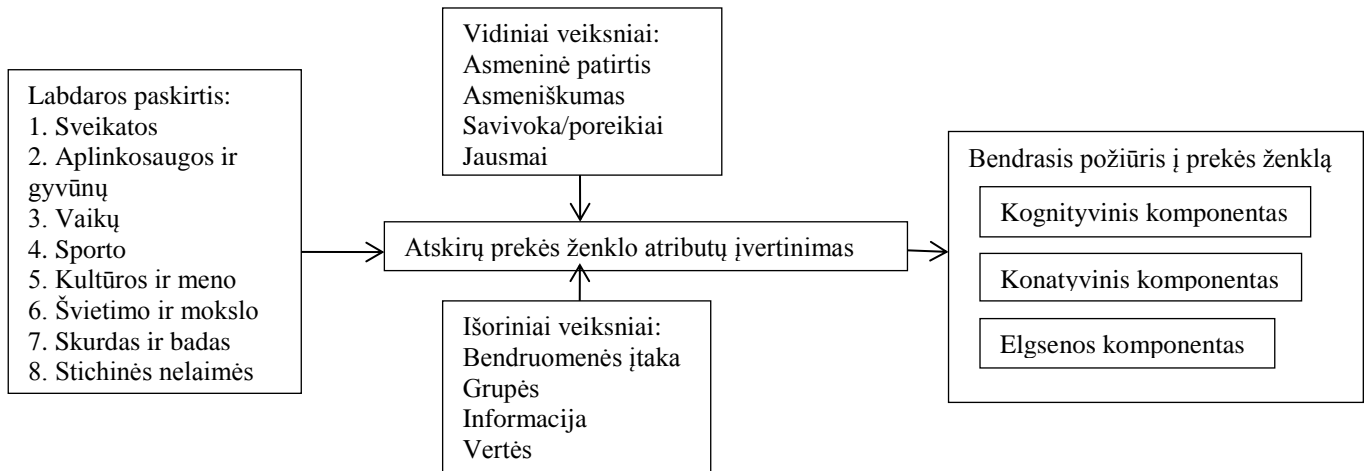 Labdaros paskirtis:
1. Sveikatos
2. Aplinkosaugos ir
gyvūnų
3. Vaikų
4. Sporto
5. Kultūros ir meno
6. Švietimo ir mokslo
7. Skurdas ir badas
8. Stichinės nelaimės
Vidiniai veiksniai:
Asmeninė patirtis
Asmeniškumas
Savivoka/poreikiai
Jausmai
Atskirų prekės ženklo atributų įvertinimas
Išoriniai veiksniai:
Bendruomenės įtaka
Grupės
Informacija
Vertės
Bendrasis požiūris į prekės ženklą
Kognityvinis komponentas
Konatyvinis komponentas
Elgsenos komponentas